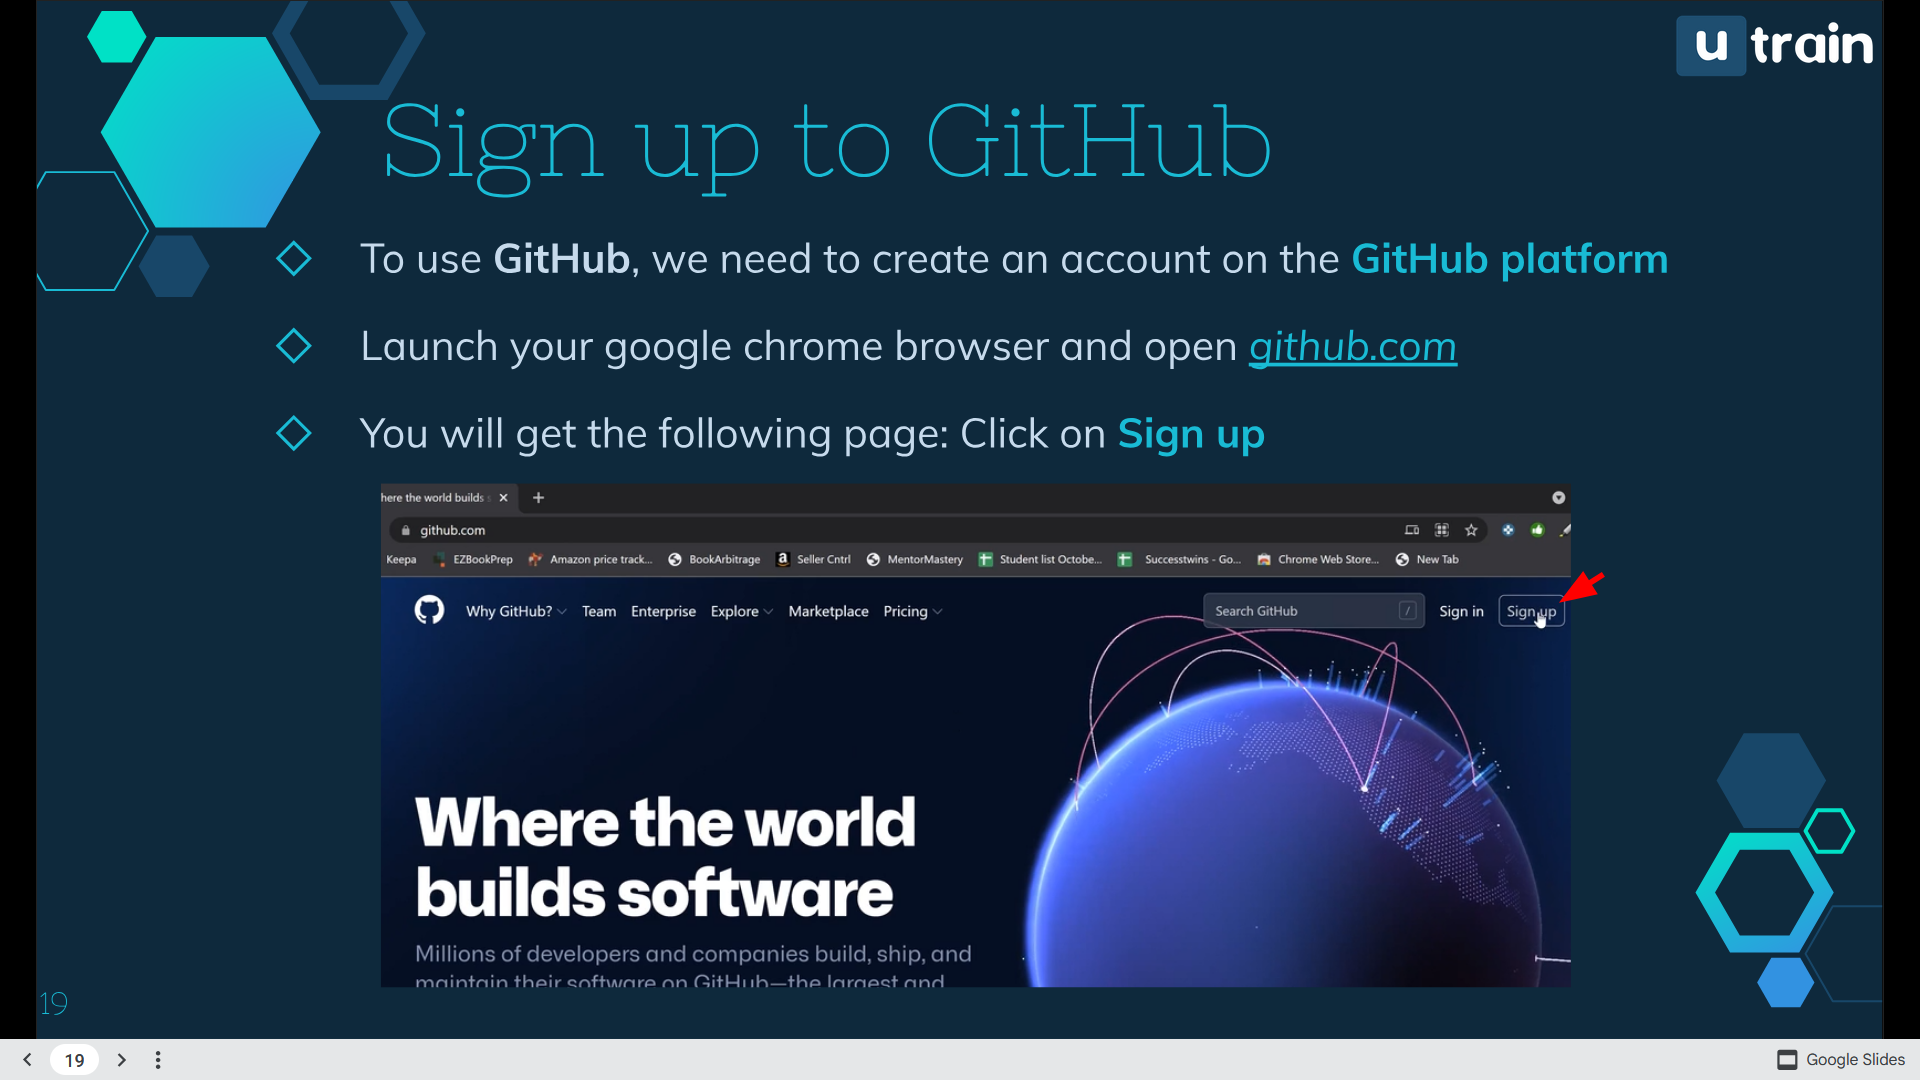 u train
Sign up to GitHub
To use GitHub, we need to create an account on the GitHub platform
Launch your google chrome browser and open github.com
You will get the following page: Click on Sign up
here the world builds
github.com
Keepa EZBookPrep Amazon price track... BookArbitrage Seller Cntrl MentorMastery Student list Octobe... Successtwins - Go... Chrome Web Store... New Tab
Why GitHub? Team Enterprise Explore Marketplace Pricing Search GitHub / Sign in Sign up
Where the world
builds software
Millions of developers and companies build, ship, and
maintain their software on GitHub—the largest and
19
19 Google Slides